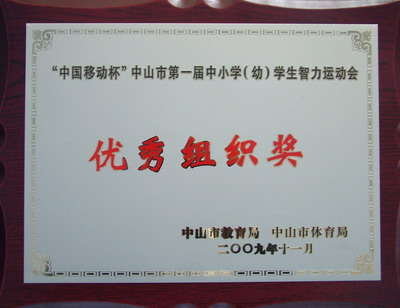 “中国移动杯”中山市第一届中小学(幼)学生智力运动会
优秀组织奖
中山市教育局 中山市体育局
二〇〇九年十一月